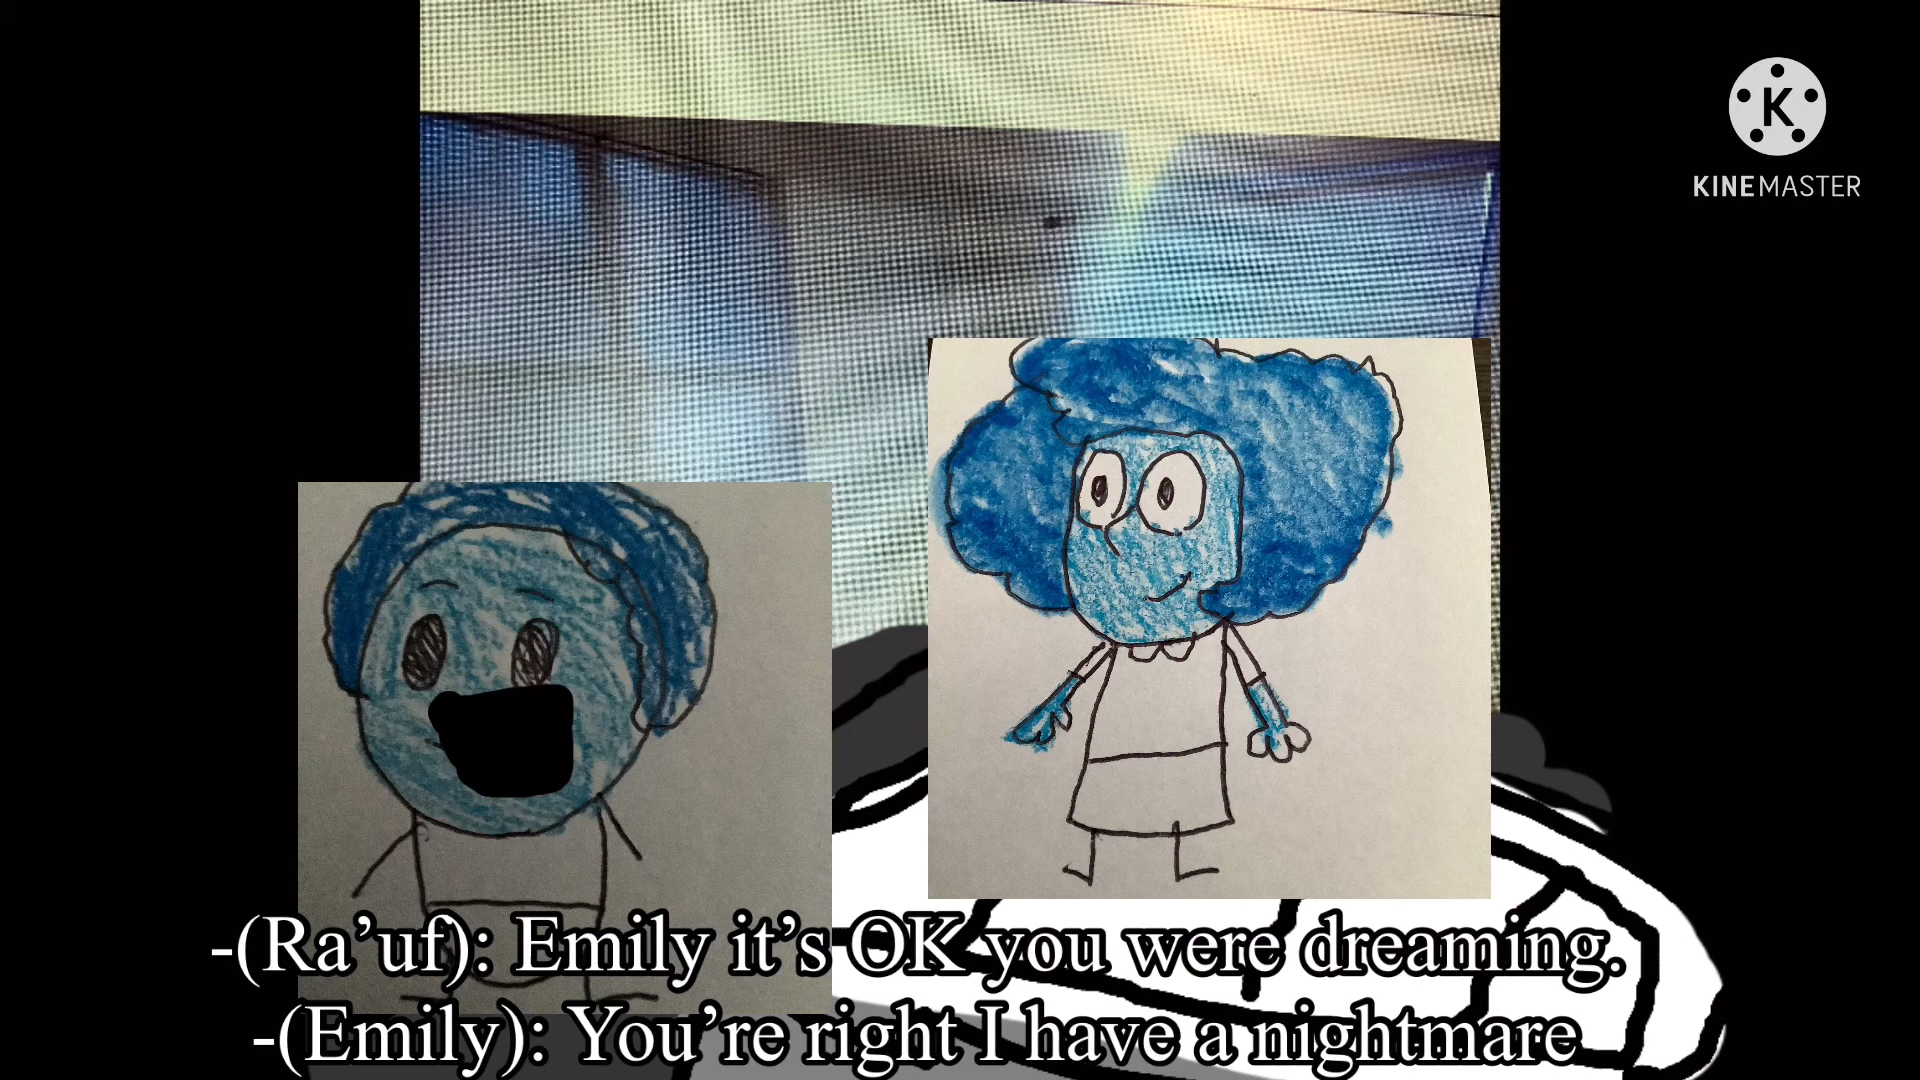 K
KINEMASTER
-(Ra’uf): Emily it’s OK you were dreaming.
-(Emily): You’re right I have a nightmare